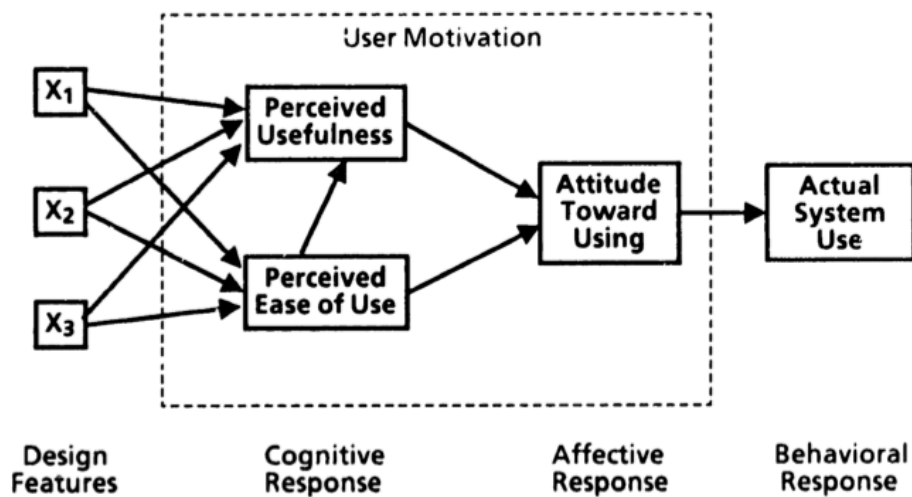 User Motivation
X1
Perceived
Usefulness
X2
Attitude
Toward
Using
Actual
System
Use
X3
Perceived
Ease of Use
Design
Features
Cognitive
Response
Affective
Response
Behavioral
Response